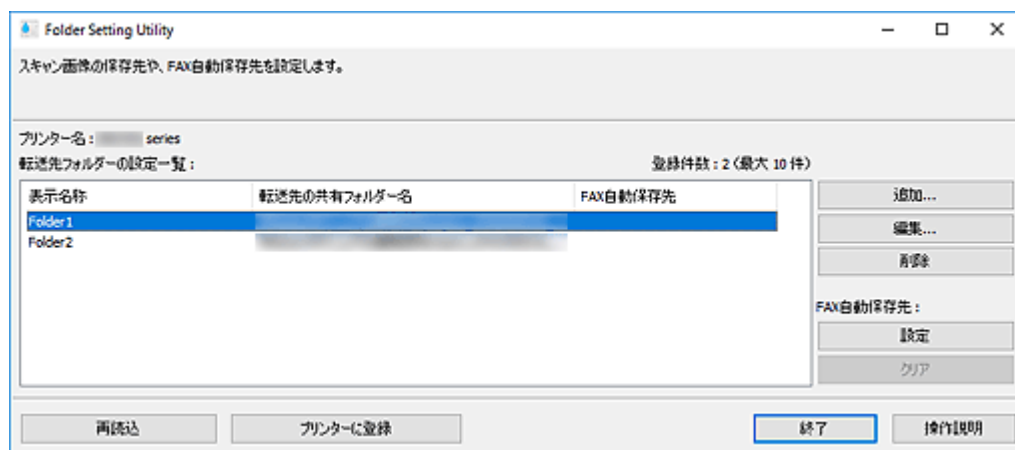 Folder Setting Utility
スキャン画像の保存先や、FAX自動保存先を設定します。
プリンター名: series
転送先フォルダーの設定一覧: 登録件数:2(最大 10 件)
表示名称 転送先の共有フォルダー名 FAX自動保存先
Folder1
Folder2
追加...
編集...
削除
FAX自動保存先:
設定
クリア
再読込 プリンターに登録 終了 操作説明